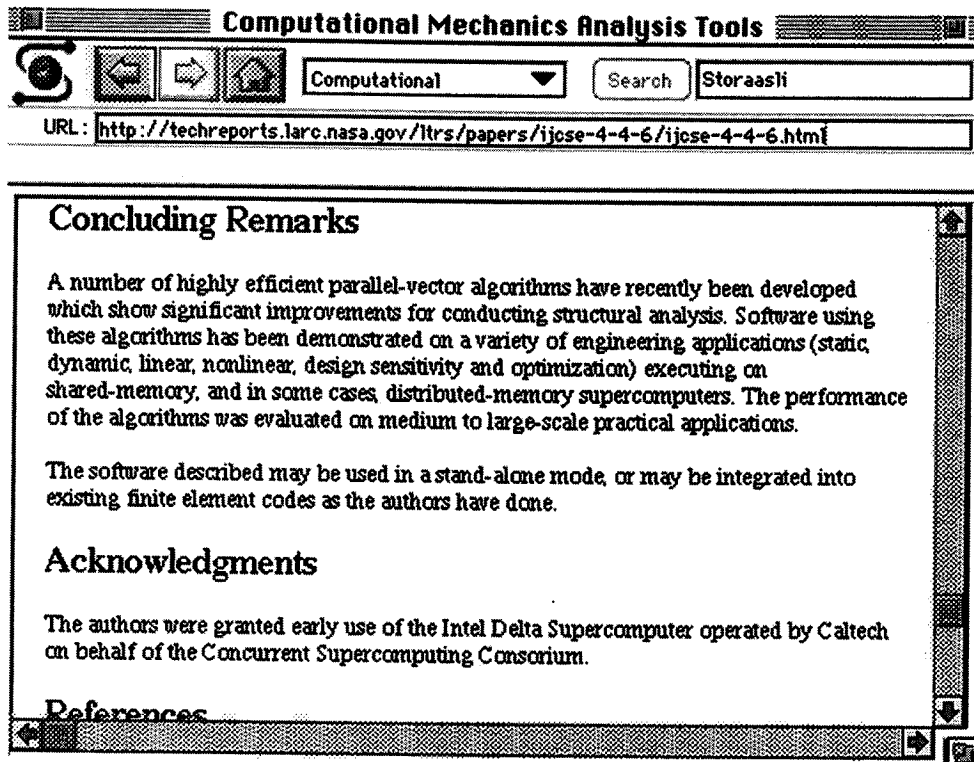 Computational Mechanics Analysis Tools
Computational
Search
Storaasli
URL: http://techreports.larc.nasa.gov/ltrs/papers/ijcse-4-4-6/ijcse-4-4-6.html
Concluding Remarks
A number of highly efficient parallel-vector algorithms have recently been developed
which show significant improvements for conducting structural analysis. Software using
these algorithms has been demonstrated on a variety of engineering applications (static,
dynamic, linear, nonlinear, design sensitivity and optimization) executing on
shared-memory, and in some cases, distributed-memory supercomputers. The performance
of the algorithms was evaluated on medium to large-scale practical applications.
The software described may be used in a stand-alone mode, or may be integrated into
existing finite element codes as the authors have done.
Acknowledgments
The authors were granted early use of the Intel Delta Supercomputer operated by Caltech
on behalf of the Concurrent Supercomputing Consorium.
References